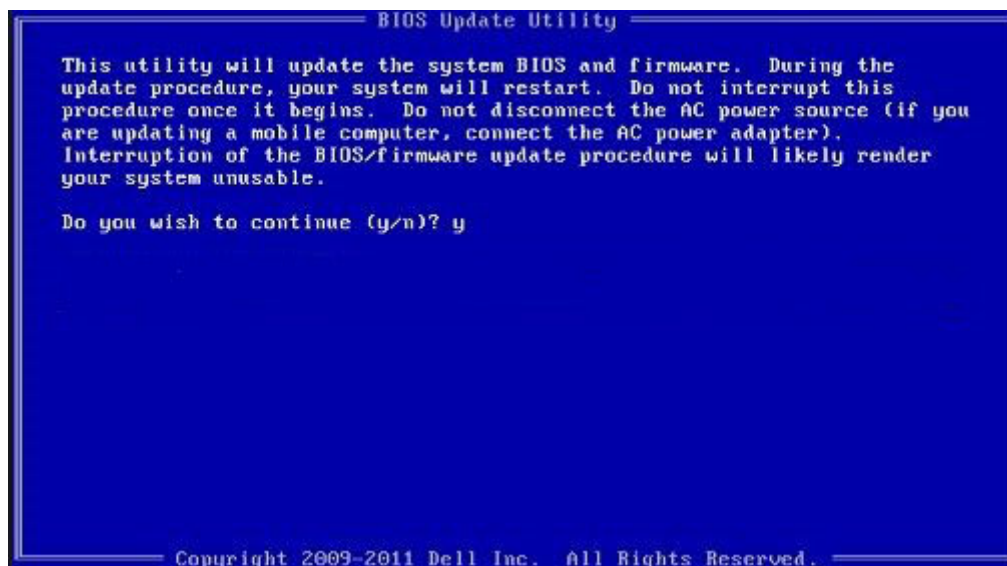 BIOS Update Utility
This utility will update the system BIOS and firmware. During the
update procedure, your system will restart. Do not interrupt this
procedure once it begins. Do not disconnect the AC power source (if you
are updating a mobile computer, connect the AC power adapter).
Interruption of the BIOS/firmware update procedure will likely render
your system unusable.
Do you wish to continue (y/n)? y
Copyright 2009-2011 Dell Inc. All Rights Reserved.